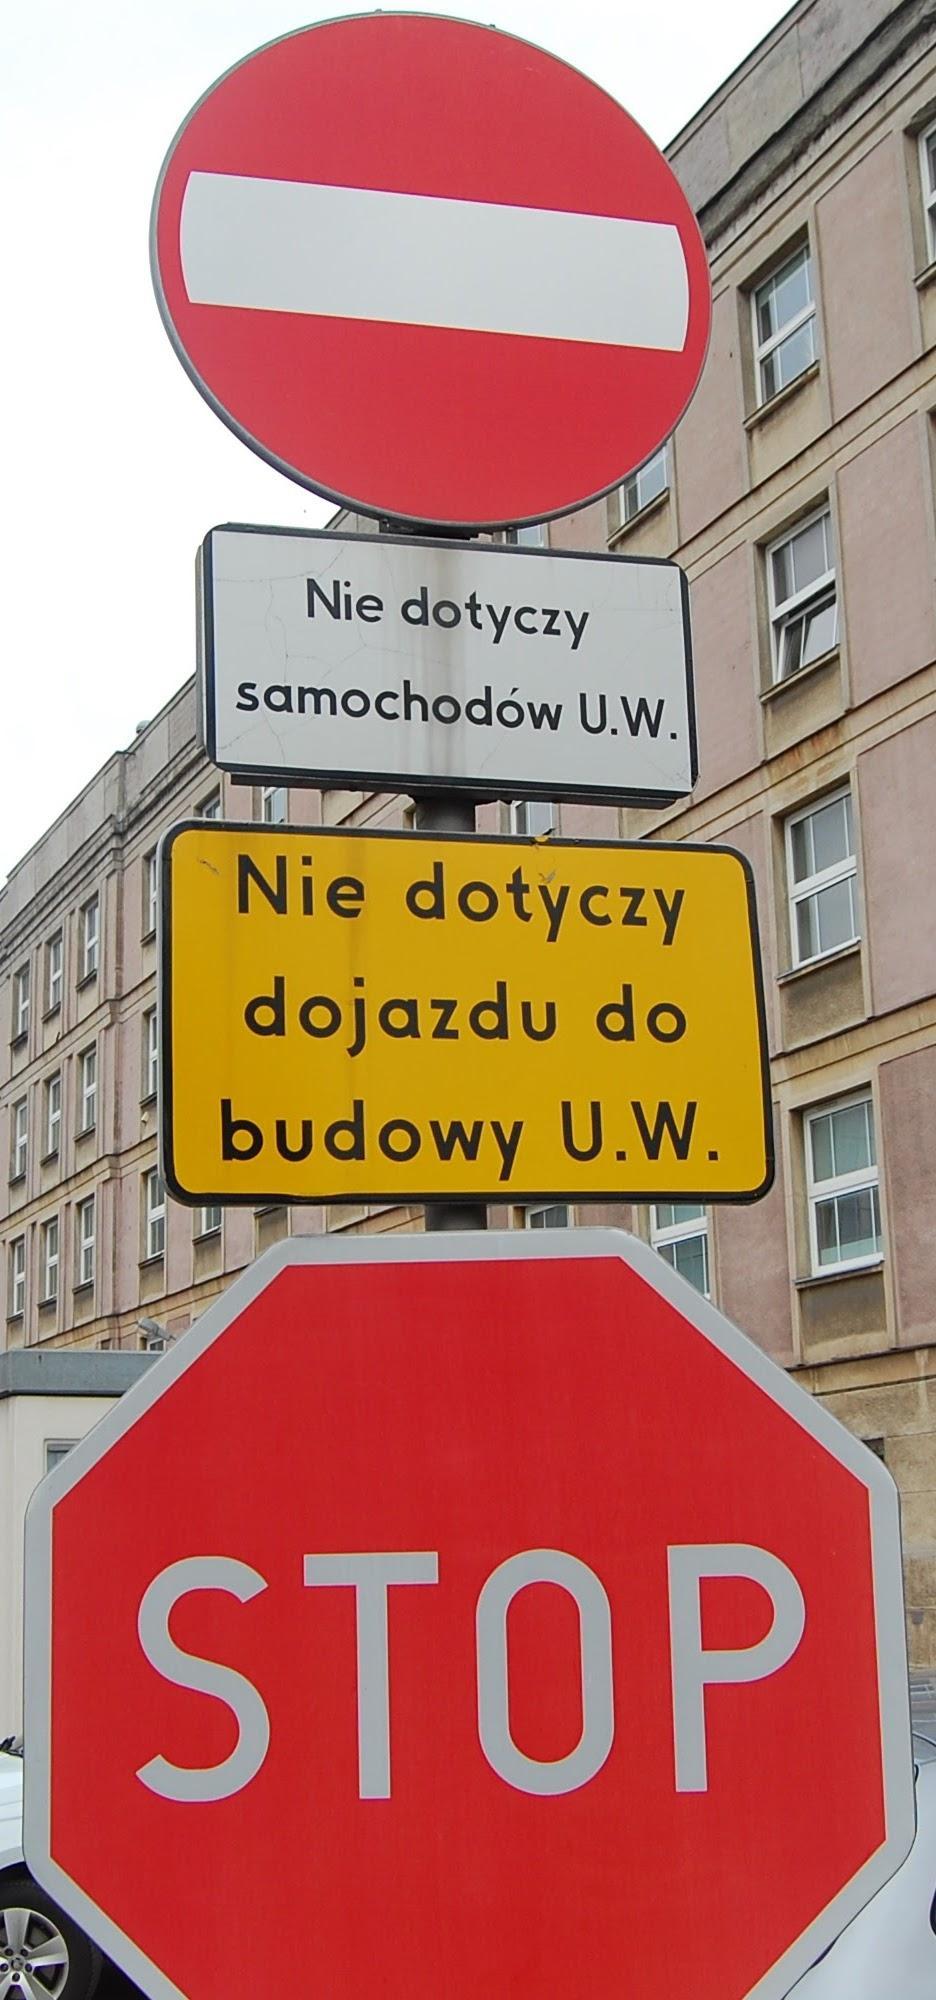 Nie dotyczy
samochodów U.W.
Nie dotyczy
dojazdu do
budowy U.W.
STOP